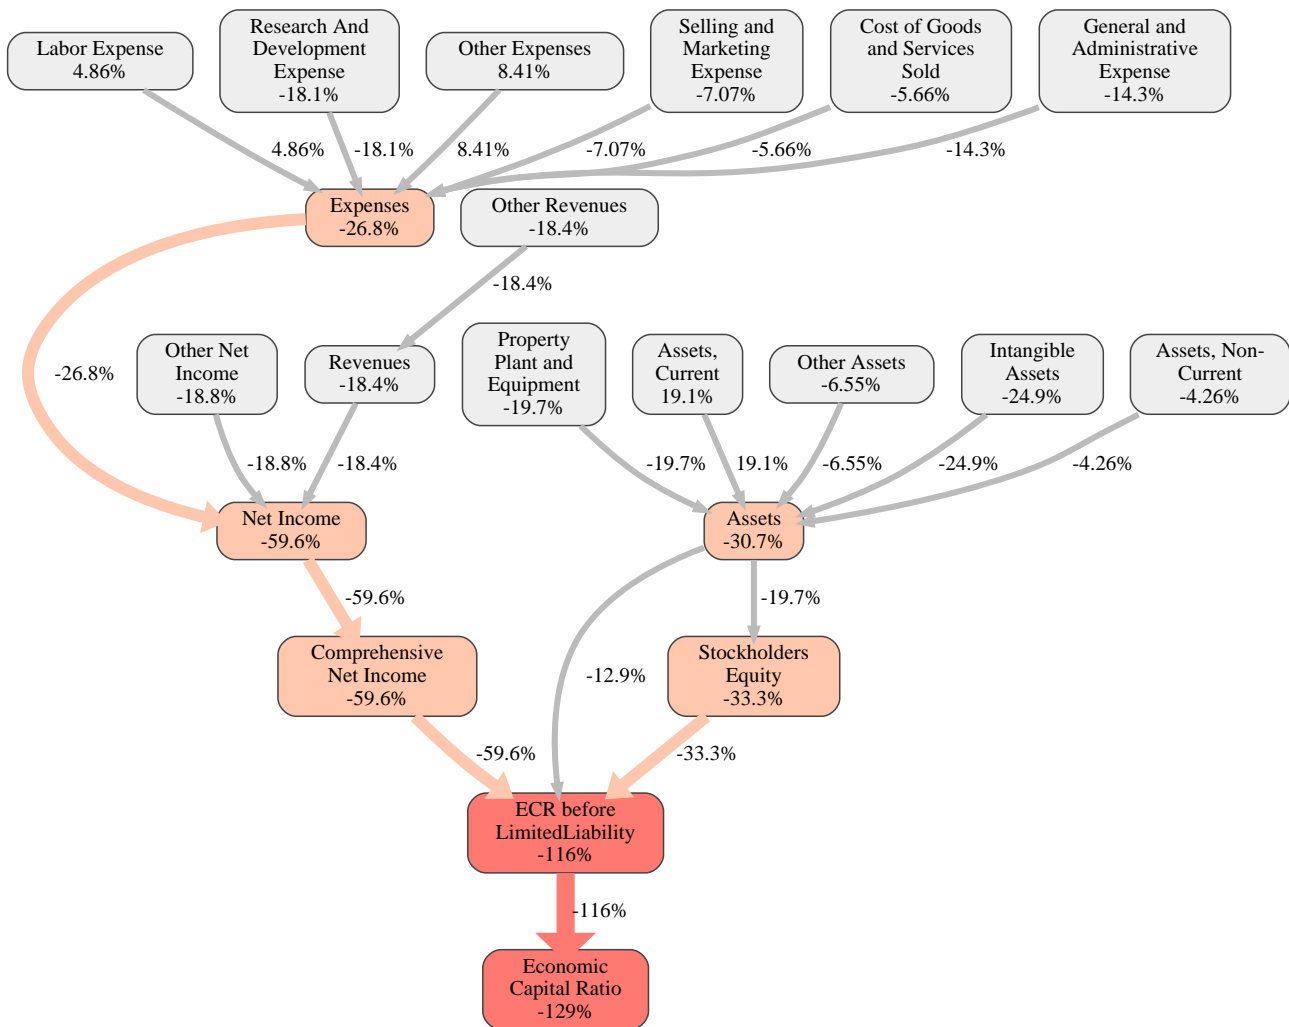 Labor Expense
4.86%
Research And
Development
Expense
-18.1%
Other Expenses
8.41%
Selling and
Marketing
Expense
-7.07%
Cost of Goods
and Services
Sold
-5.66%
General and
Administrative
Expense
-14.3%
4.86%
-18.1%
8.41%
-7.07%
-5.66%
-14.3%
Expenses
-26.8%
Other Revenues
-18.4%
-18.4%
-26.8%
Other Net
Income
-18.8%
Revenues
-18.4%
Property
Plant and
Equipment
-19.7%
Assets,
Current
19.1%
Other Assets
-6.55%
Intangible
Assets
-24.9%
Assets, Non-
Current
-4.26%
-18.8%
-18.4%
-19.7%
19.1%
-6.55%
-24.9%
-4.26%
Net Income
-59.6%
Assets
-30.7%
-59.6%
-19.7%
Comprehensive
Net Income
-59.6%
-12.9%
Stockholders
Equity
-33.3%
-59.6%
-33.3%
ECR before
LimitedLiability
-116%
-116%
Economic
Capital Ratio
-129%